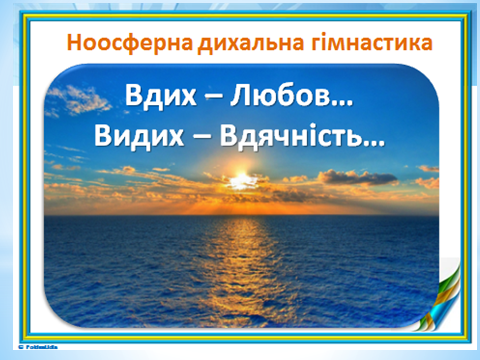 Ноосферна дихальна гімнастика
Вдих – Любов...
Видих – Вдячність...